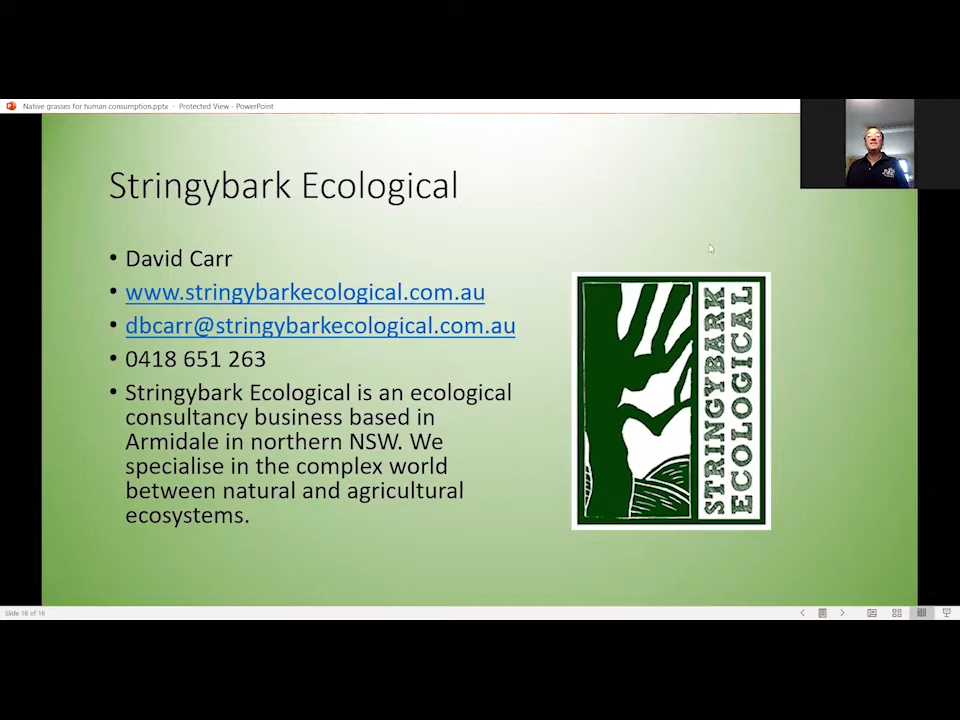 Native grasses for human consumption.pptx - Protected View - PowerPoint
Stringybark Ecological
• David Carr
• www.stringybarkecological.com.au
• dbcarr@stringybarkecological.com.au
• 0418 651 263
• Stringybark Ecological is an ecological
consultancy business based in
Armidale in northern NSW. We
specialise in the complex world
between natural and agricultural
ecosystems.
STRINGYBARK
ECOLOGICAL
Slide 16 of 16